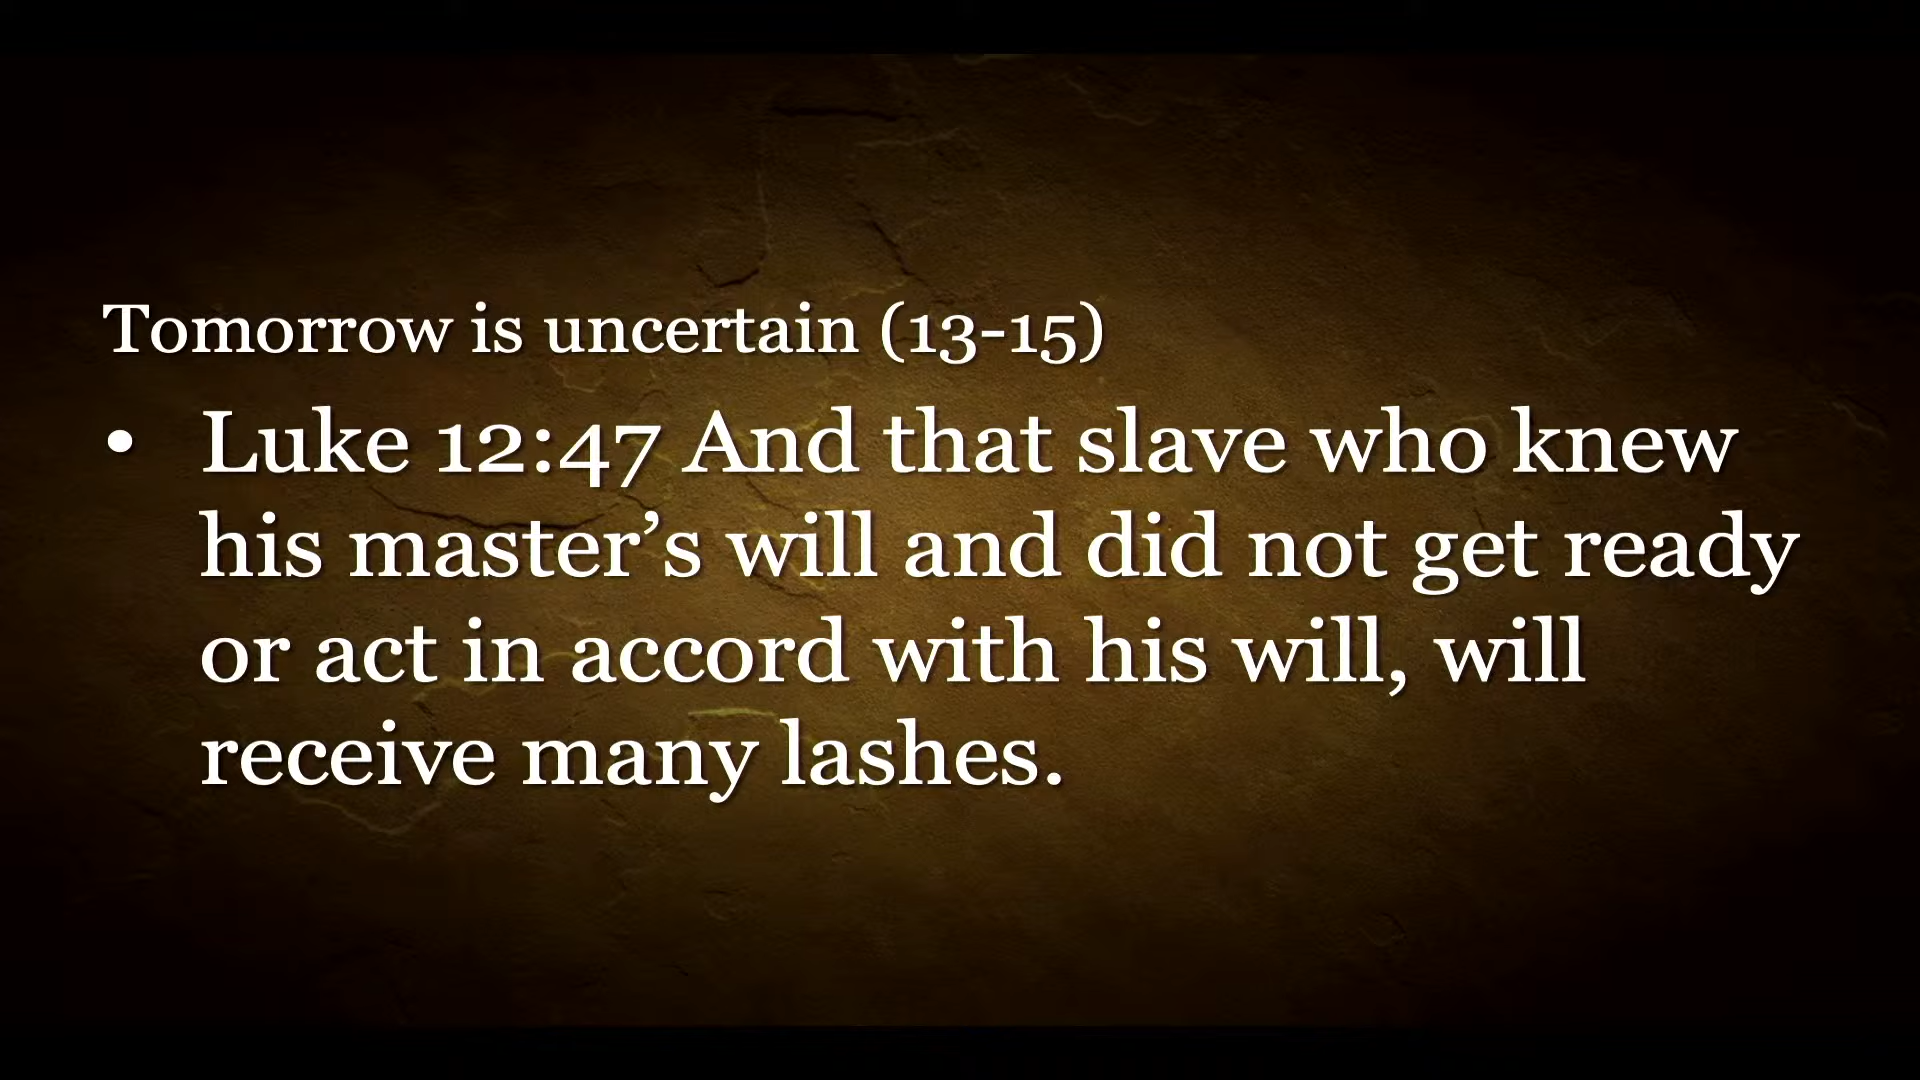 Tomorrow is uncertain (13-15)
• Luke 12:47 And that slave who knew
his master’s will and did not get ready
or act in accord with his will, will
receive many lashes.